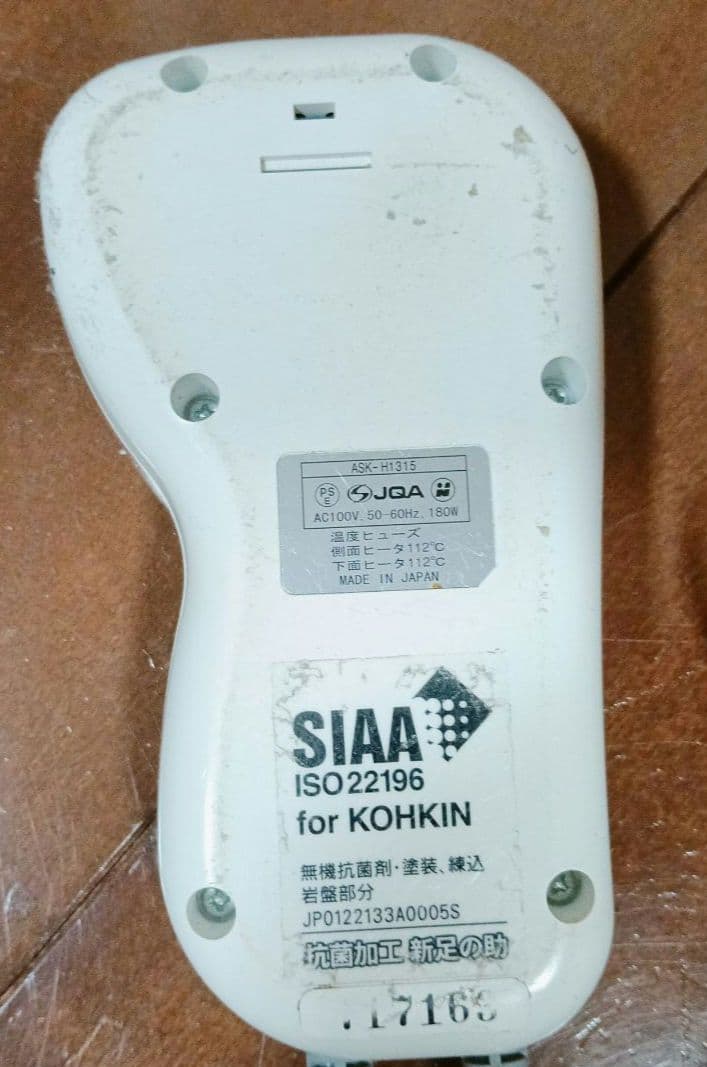 ASK-H1315
PS
E
JQA
AC100V. 50-60Hz. 180W
温度ヒューズ
側面ヒータ112℃
下面ヒータ112℃
MADE IN JAPAN
SIAA
ISO 22196
for KOHKIN
無機抗菌剤・塗装、練込
岩盤部分
JP0122133A0005S
抗菌加工 新足の助